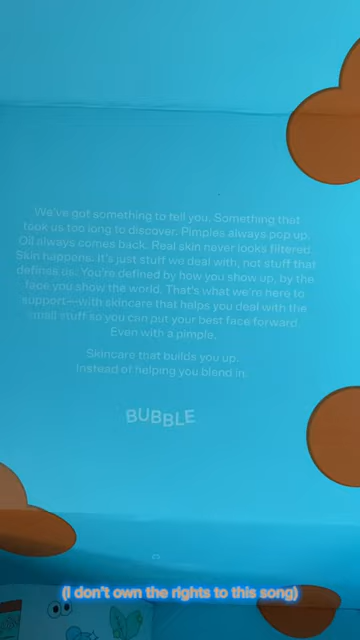 We've got something to tell you. Something that
took us too long to discover. Pimples always pop up.
Oil always comes back. Real skin never looks filtered.
Skin happens. It's just stuff we deal with, not stuff that
defines us. You're defined by how you show up, by the
face you show the world. That's what we're here to
support—with skincare that helps you deal with the
small stuff so you can put your best face forward.
Even with a pimple.
Skincare that builds you up.
Instead of helping you blend in.
BUBBLE
(I don't own the rights to this song)